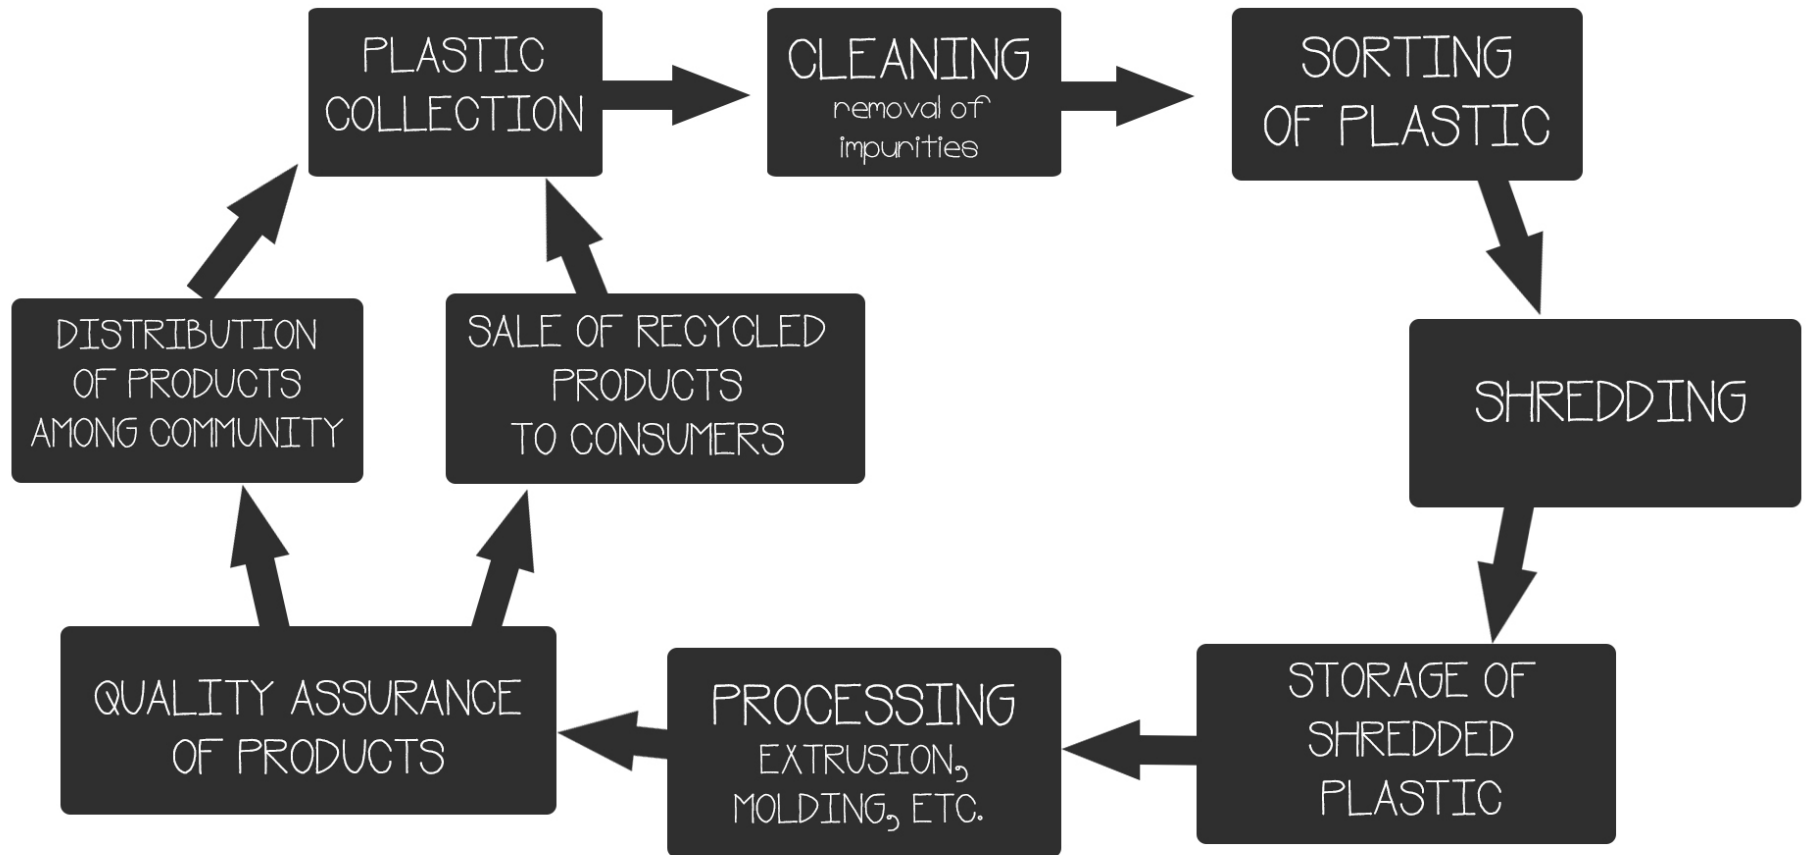 PLASTIC
COLLECTION
CLEANING
removal of
impurities
SORTING
OF PLASTIC
SHREDDING
STORAGE OF
SHREDDED
PLASTIC
PROCESSING
EXTRUSION,
MOLDING, ETC.
QUALITY ASSURANCE
OF PRODUCTS
DISTRIBUTION
OF PRODUCTS
AMONG COMMUNITY
SALE OF RECYCLED
PRODUCTS
TO CONSUMERS